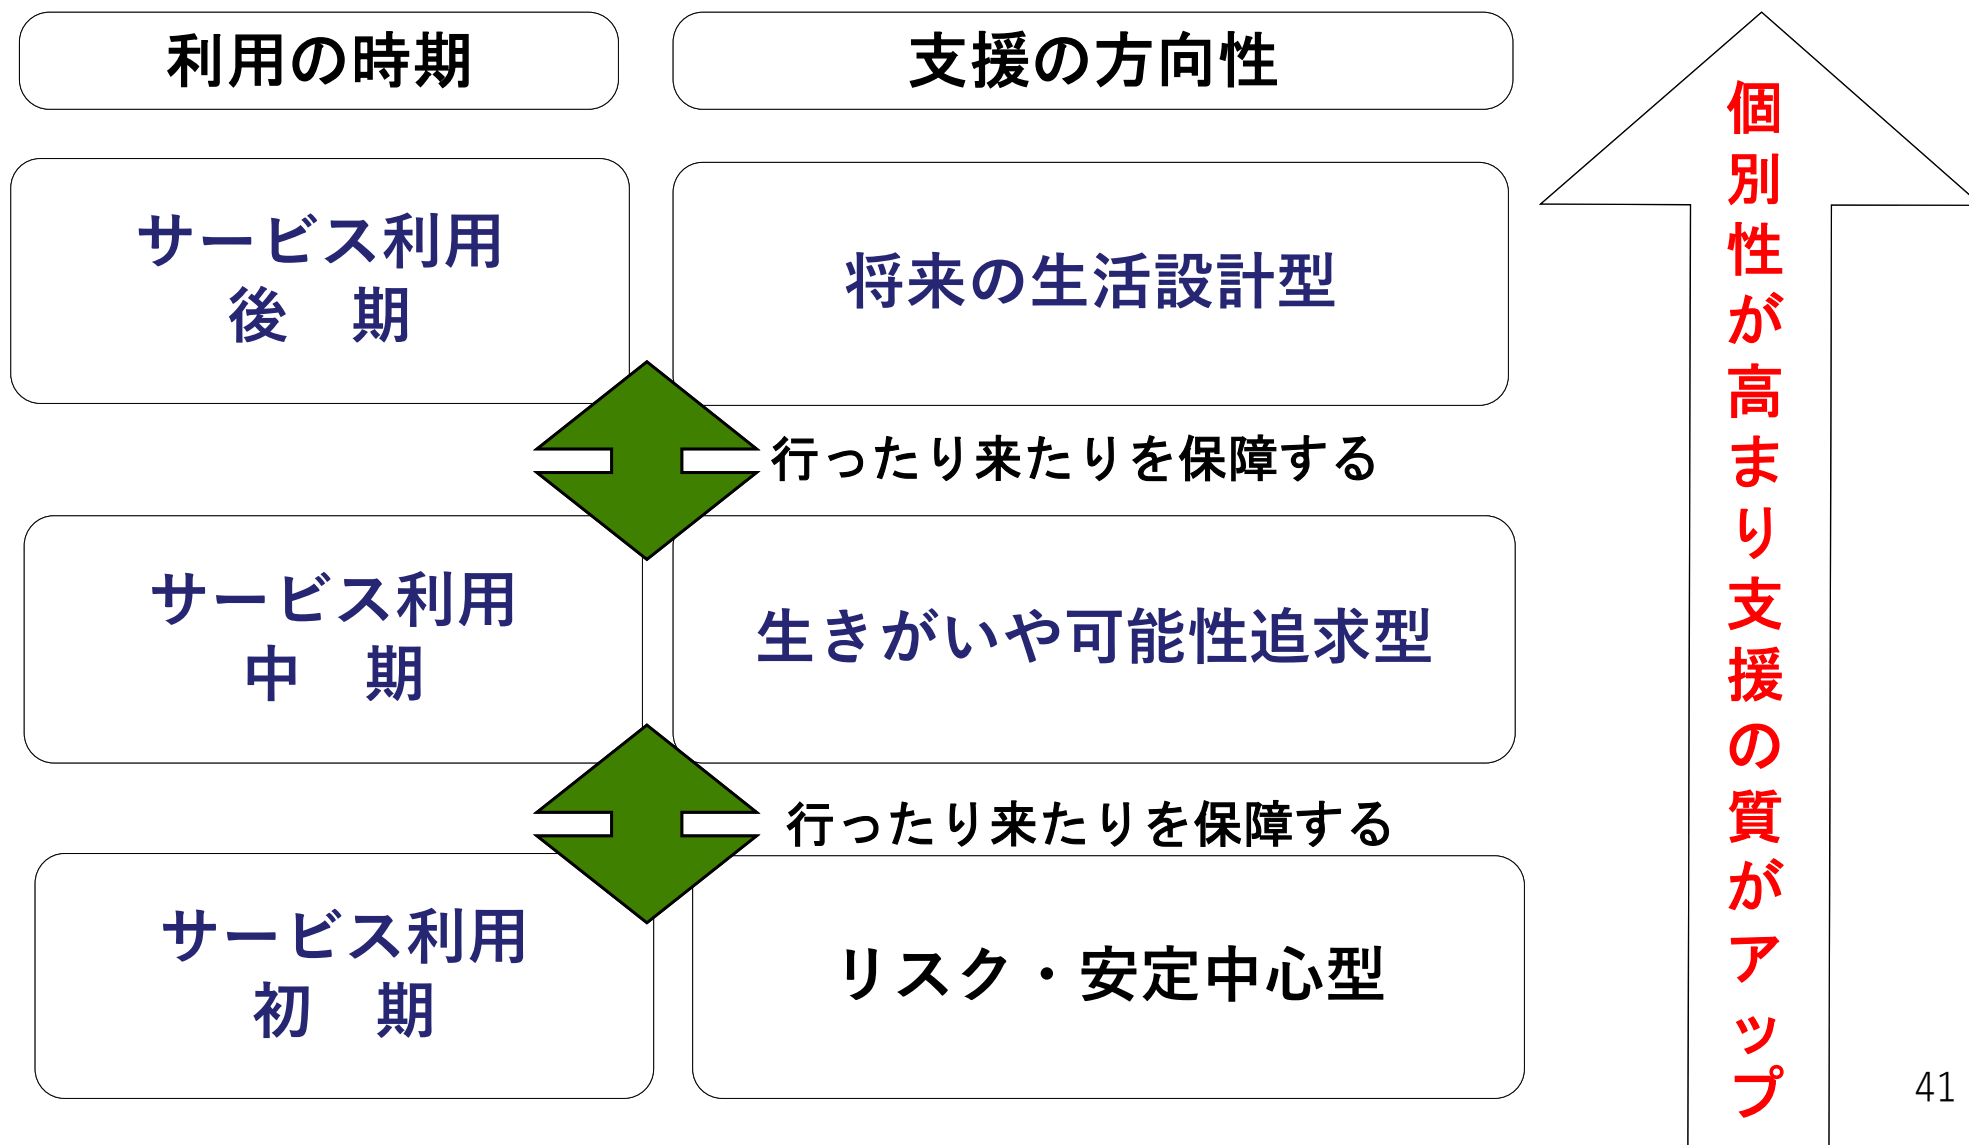 利用の時期
支援の方向性
サービス利用
後　期
将来の生活設計型
行ったり来たりを保障する
サービス利用
中　期
生きがいや可能性追求型
行ったり来たりを保障する
サービス利用
初　期
リスク・安定中心型
個別性が高まり支援の質がアップ
41